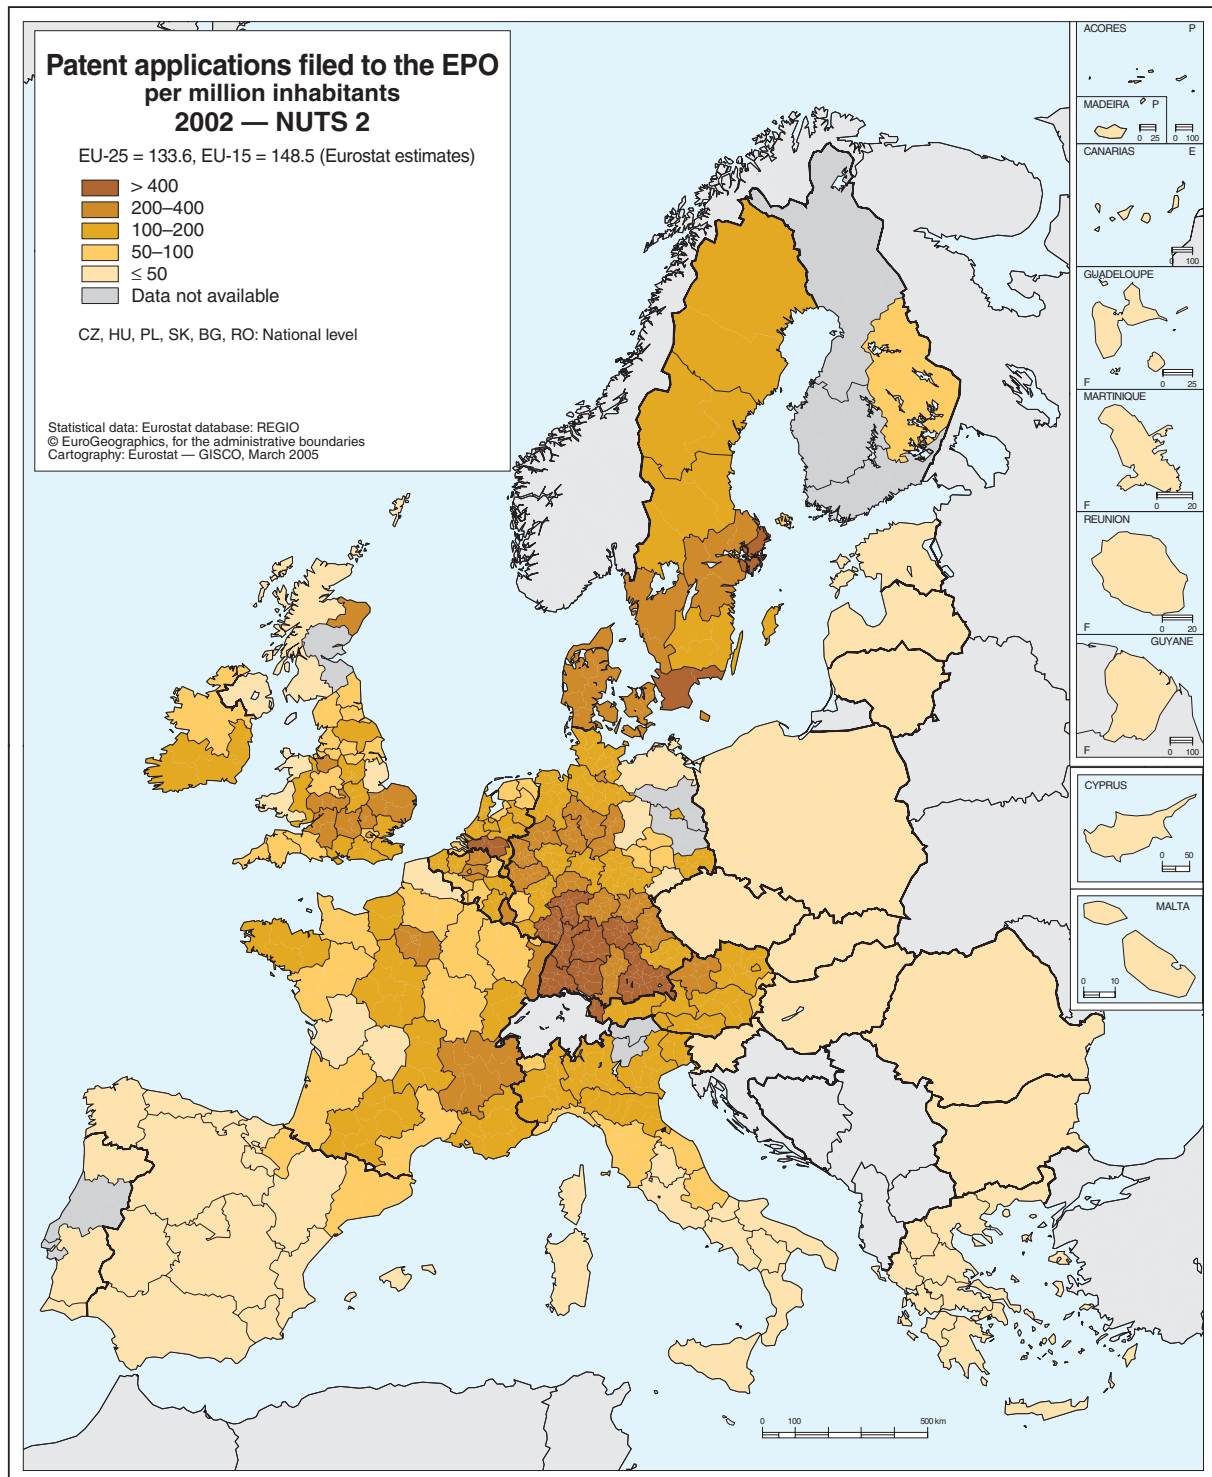 Patent applications filed to the EPO
per million inhabitants
2002 — NUTS 2
EU-25 = 133.6, EU-15 = 148.5 (Eurostat estimates)
> 400
200–400
100–200
50–100
≤ 50
Data not available
CZ, HU, PL, SK, BG, RO: National level
Statistical data: Eurostat database: REGIO
© EuroGeographics, for the administrative boundaries
Cartography: Eurostat — GISCO, March 2005
ACORES P
MADEIRA P
0 25
0 100
CANARIAS E
0 100
GUADELOUPE
F
0 25
MARTINIQUE
F
0 20
REUNION
F
0 20
GUYANE
F
0 100
CYPRUS
0 50
MALTA
0 10
0 100 500 km